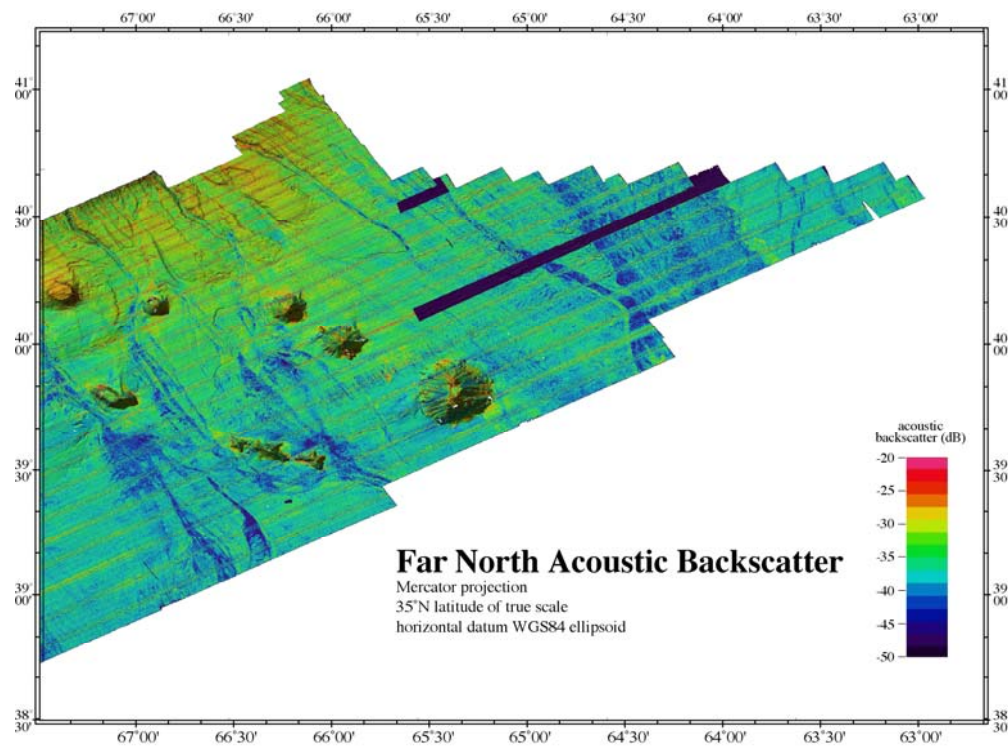 67°00' 66°30' 66°00' 65°30' 65°00' 64°30' 64°00' 63°30' 63°00'
41° 00' 41° 00'
40° 30' 40° 30'
40° 00' 40° 00'
39° 30' 39° 30'
39° 00' 39° 00'
38° 30' 38° 30'
acoustic
backscatter (dB)
-20
-25
-30
-35
-40
-45
-50
Far North Acoustic Backscatter
Mercator projection
35°N latitude of true scale
horizontal datum WGS84 ellipsoid
67°00' 66°30' 66°00' 65°30' 65°00' 64°30' 64°00' 63°30' 63°00'